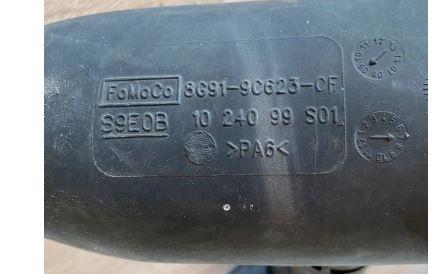 FoMoCo 8G91-9C623-CF
S9E0B 10 240 99 S01
>PA6<